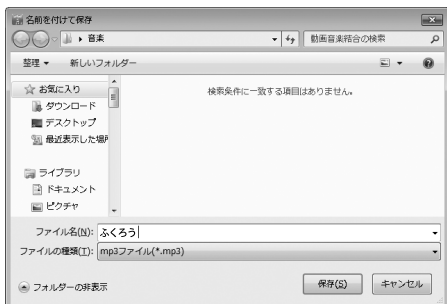 名前を付けて保存
音楽
動画音楽結合の検索
整理
新しいフォルダー
お気に入り
ダウンロード
デスクトップ
最近表示した場所
ライブラリ
ドキュメント
ピクチャ
検索条件に一致する項目はありません。
ファイル名(N): ふくろう
ファイルの種類(T): mp3ファイル(*.mp3)
フォルダーの非表示
保存(S)
キャンセル